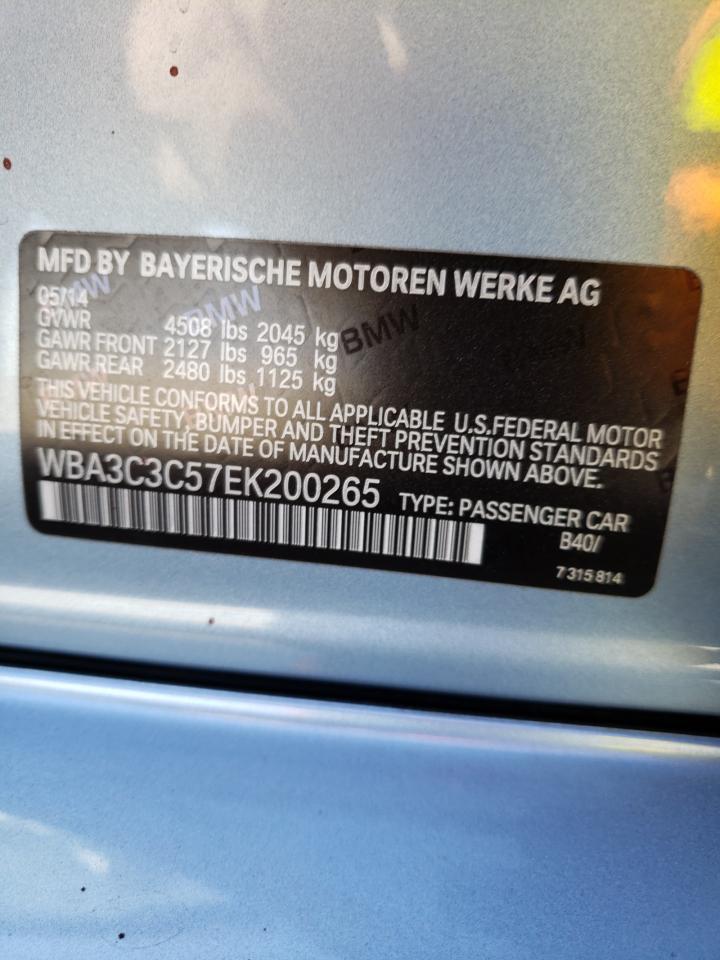 MFD BY BAYERISCHE MOTOREN WERKE AG
05/14
GVWR 4508 lbs 2045 kg
GAWR FRONT 2127 lbs 965 kg
GAWR REAR 2480 lbs 1125 kg
THIS VEHICLE CONFORMS TO ALL APPLICABLE U.S.FEDERAL MOTOR
VEHICLE SAFETY, BUMPER AND THEFT PREVENTION STANDARDS
IN EFFECT ON THE DATE OF MANUFACTURE SHOWN ABOVE.
WBA3C3C57EK200265 TYPE: PASSENGER CAR
B40/
7 315 814
BMW
BMW
BMW